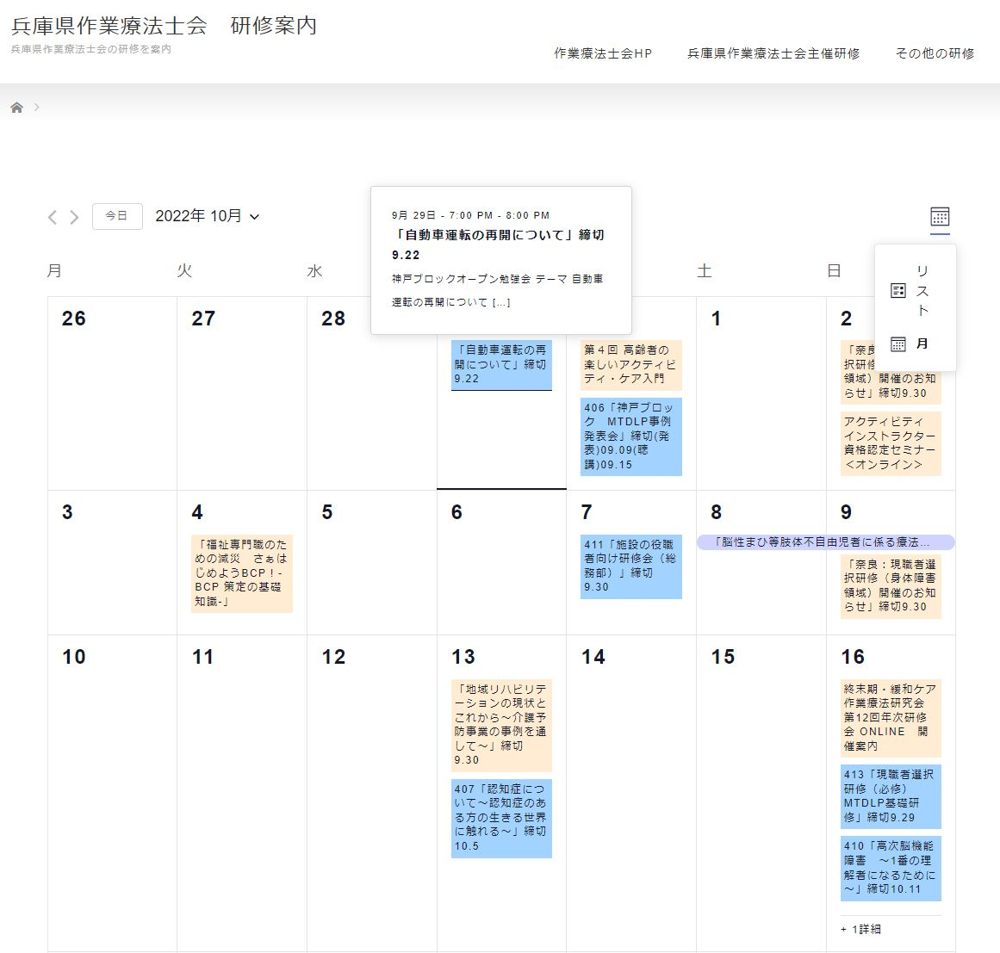 兵庫県作業療法士会　研修案内
兵庫県作業療法士会の研修を案内
作業療法士会HP 兵庫県作業療法士会主催研修 その他の研修
今日 2022年 10月
9月 29日 - 7:00 PM - 8:00 PM
「自動車運転の再開について」締切
9.22
神戸ブロックオープン勉強会 テーマ 自動車
運転の再開について [...]
リ
ス
ト
月
月 火 水 土 日
26 27 28 1 2
「自動車運転の再
開について」締切
9.22
第４回 高齢者の
楽しいアクティビ
ティ・ケア入門
406「神戸ブロッ
ク　MTDLP事例
発表会」締切(発
表)09.09(聴
講)09.15
「奈良
択研修
領域）開催のお知
らせ」締切9.30
アクティビティ
インストラクター
資格認定セミナー
＜オンライン＞
3 4 5 6 7 8 9
「福祉専門職のた
めの減災　さぁは
じめようBCP！-
BCP 策定の基礎
知識-」
411「施設の役職
者向け研修会（総
務部）」締切
9.30
「脳性まひ等肢体不自由児者に係る療法...
「奈良：現職者選
択研修（身体障害
領域）開催のお知
らせ」締切9.30
10 11 12 13 14 15 16
「地域リハビリテ
ーションの現状と
これから～介護予
防事業の事例を通
して～」締切
9.30
407「認知症につ
いて～認知症のあ
る方の生きる世界
に触れる～」締切
10.5
終末期・緩和ケア
作業療法研究会
第12回年次研修
会 ONLINE　開
催案内
413「現職者選択
研修（必修）
MTDLP基礎研
修」締切9.29
410「高次脳機能
障害　～1番の理
解者になるために
～」締切10.11
+ 1詳細